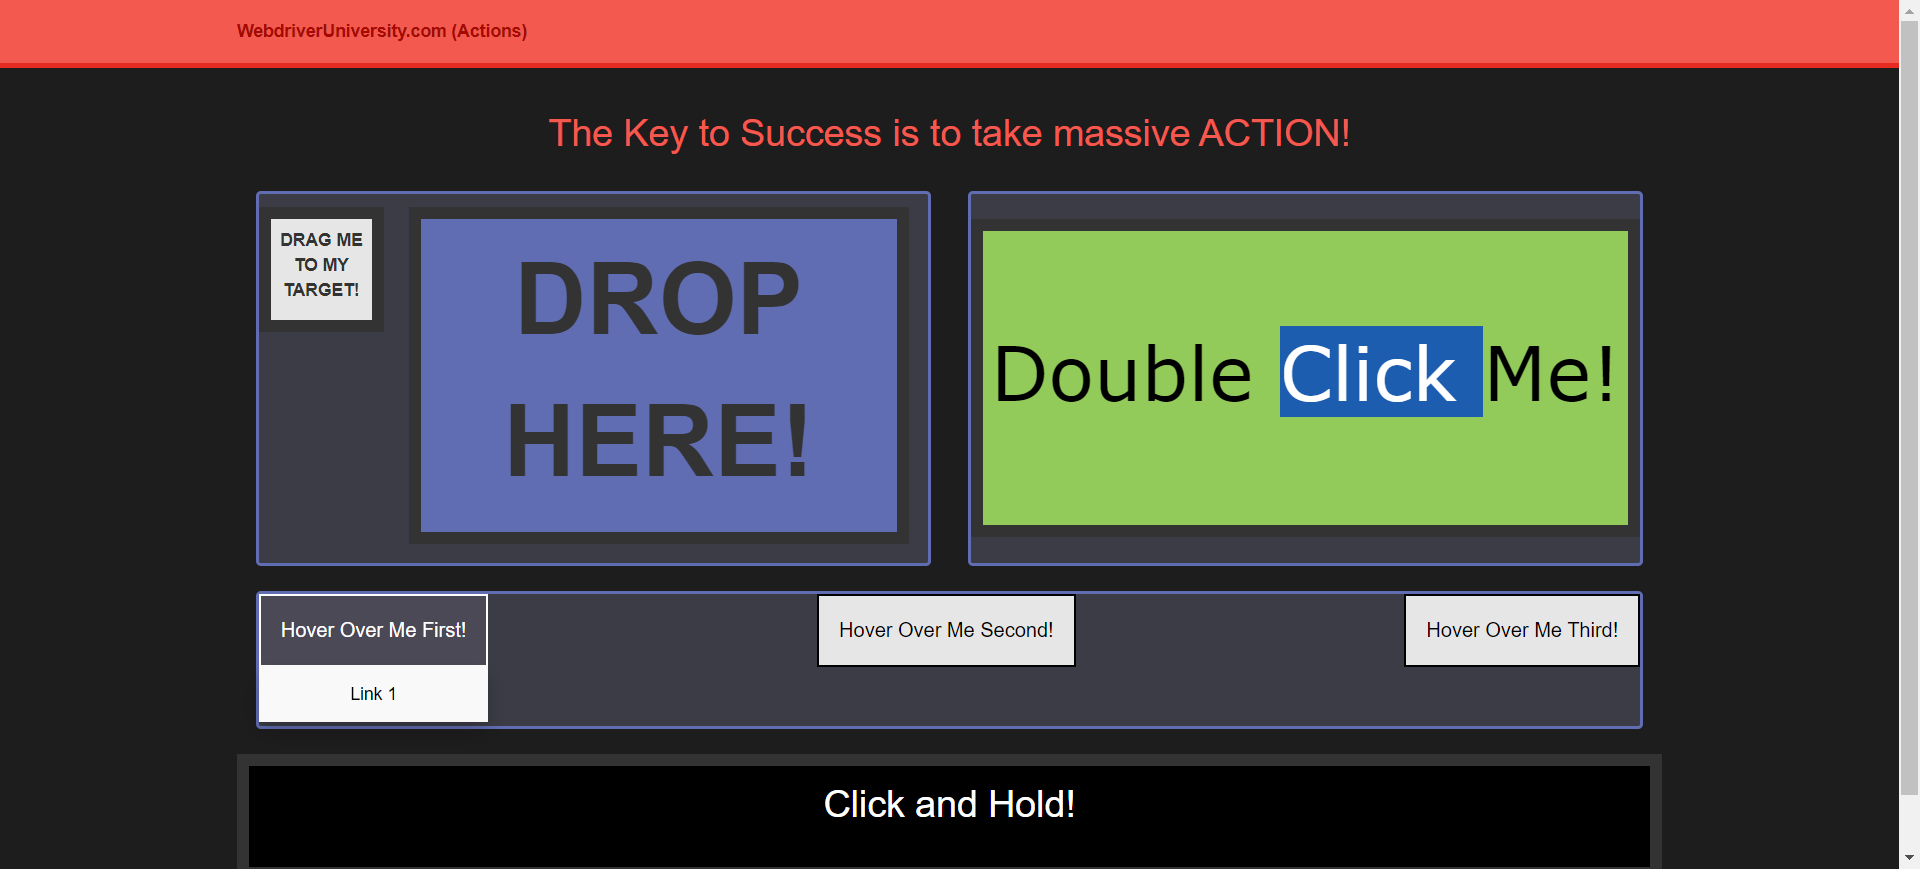 WebdriverUniversity.com (Actions)
The Key to Success is to take massive ACTION!
DRAG ME
TO MY
TARGET!
DROP
HERE!
Double Click Me!
Hover Over Me First!
Link 1
Hover Over Me Second!
Hover Over Me Third!
Click and Hold!